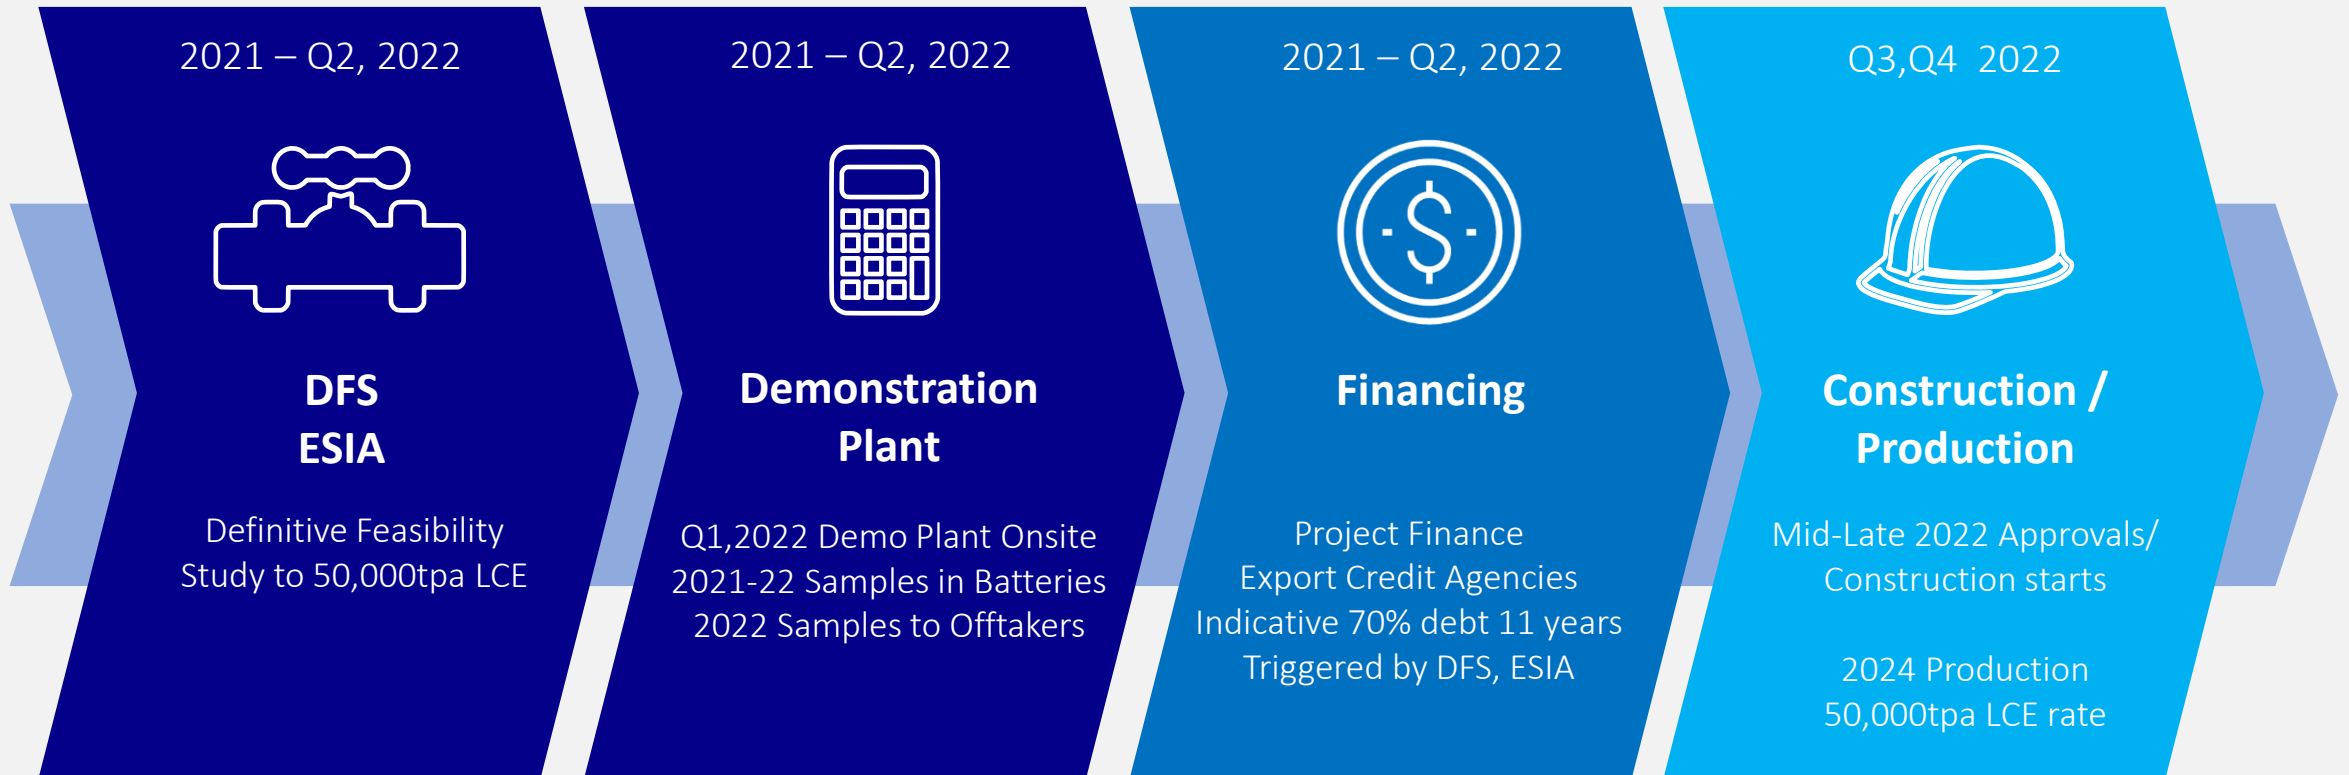 2021 – Q2, 2022
DFS
ESIA
Definitive Feasibility
Study to 50,000tpa LCE
2021 – Q2, 2022
Demonstration
Plant
Q1,2022 Demo Plant Onsite
2021-22 Samples in Batteries
2022 Samples to Offtakers
2021 – Q2, 2022
$
Financing
Project Finance
Export Credit Agencies
Indicative 70% debt 11 years
Triggered by DFS, ESIA
Q3,Q4 2022
Construction /
Production
Mid-Late 2022 Approvals/
Construction starts
2024 Production
50,000tpa LCE rate